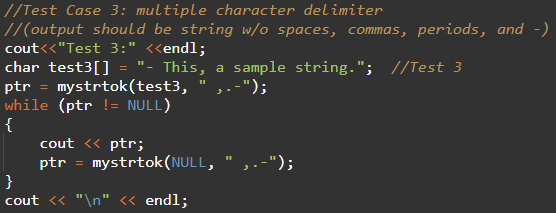 //Test Case 3: multiple character delimiter
//(output should be string w/o spaces, commas, periods, and -)
cout<<"Test 3:" <<endl;
char test3[] = "- This, a sample string.";  //Test 3
ptr = mystrtok(test3, " ,.-");
while (ptr != NULL)
{
    cout << ptr;
    ptr = mystrtok(NULL, " ,.-");
}
cout << "\n" << endl;